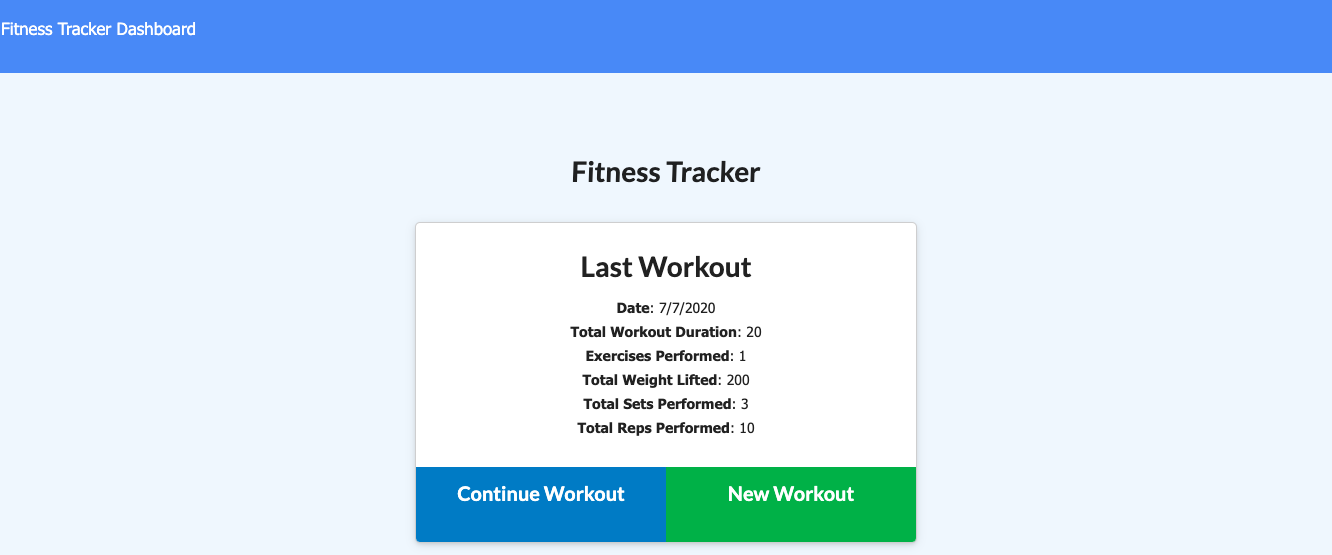 Fitness Tracker Dashboard
Fitness Tracker
Last Workout
Date: 7/7/2020
Total Workout Duration: 20
Exercises Performed: 1
Total Weight Lifted: 200
Total Sets Performed: 3
Total Reps Performed: 10
Continue Workout
New Workout